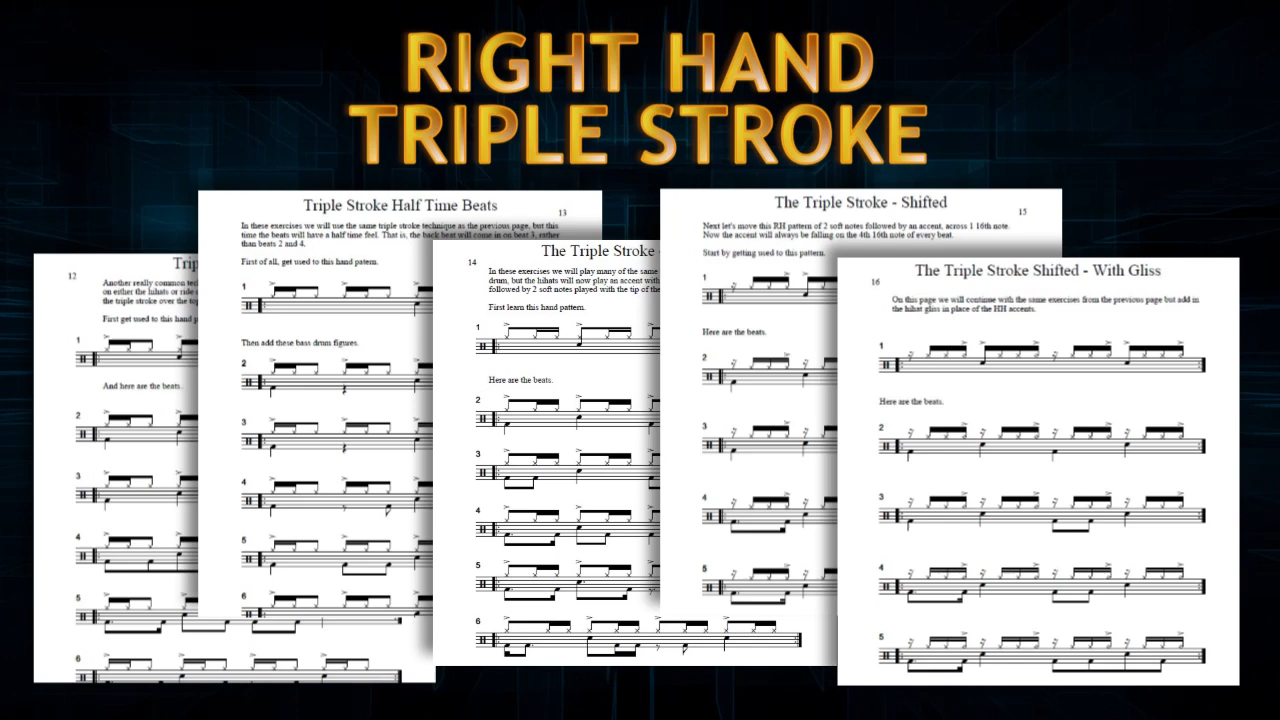 RIGHT HAND
TRIPLE STROKE
12
Another really common
on either the hihats or ride
the triple stroke over the top
First get used to this hand
1
And here are the beats.
2
3
4
5
6
Triple Stroke Half Time Beats
13
In these exercises we will use the same triple stroke technique as the previous page, but this
time the beats will have a half time feel. That is, the back beat will come in on beat 3, rather
than beats 2 and 4.
First of all, get used to this hand pattern.
1
Then add these bass drum figures.
2
3
4
5
6
The Triple Stroke -
14
In these exercises we will play many of the same
drum, but the hihats will now play an accent with
followed by 2 soft notes played with the tip of the
First learn this hand pattern.
1
Here are the beats.
2
3
4
5
6
The Triple Stroke - Shifted
15
Next let's move this RH pattern of 2 soft notes followed by an accent, across 1 16th note.
Now the accent will always be falling on the 4th 16th note of every beat.
Start by getting used to this pattern.
1
Here are the beats.
2
3
4
5
The Triple Stroke Shifted - With Gliss
16
On this page we will continue with the same exercises from the previous page but add in
the hihat gliss in place of the HH accents.
1
Here are the beats.
2
3
4
5